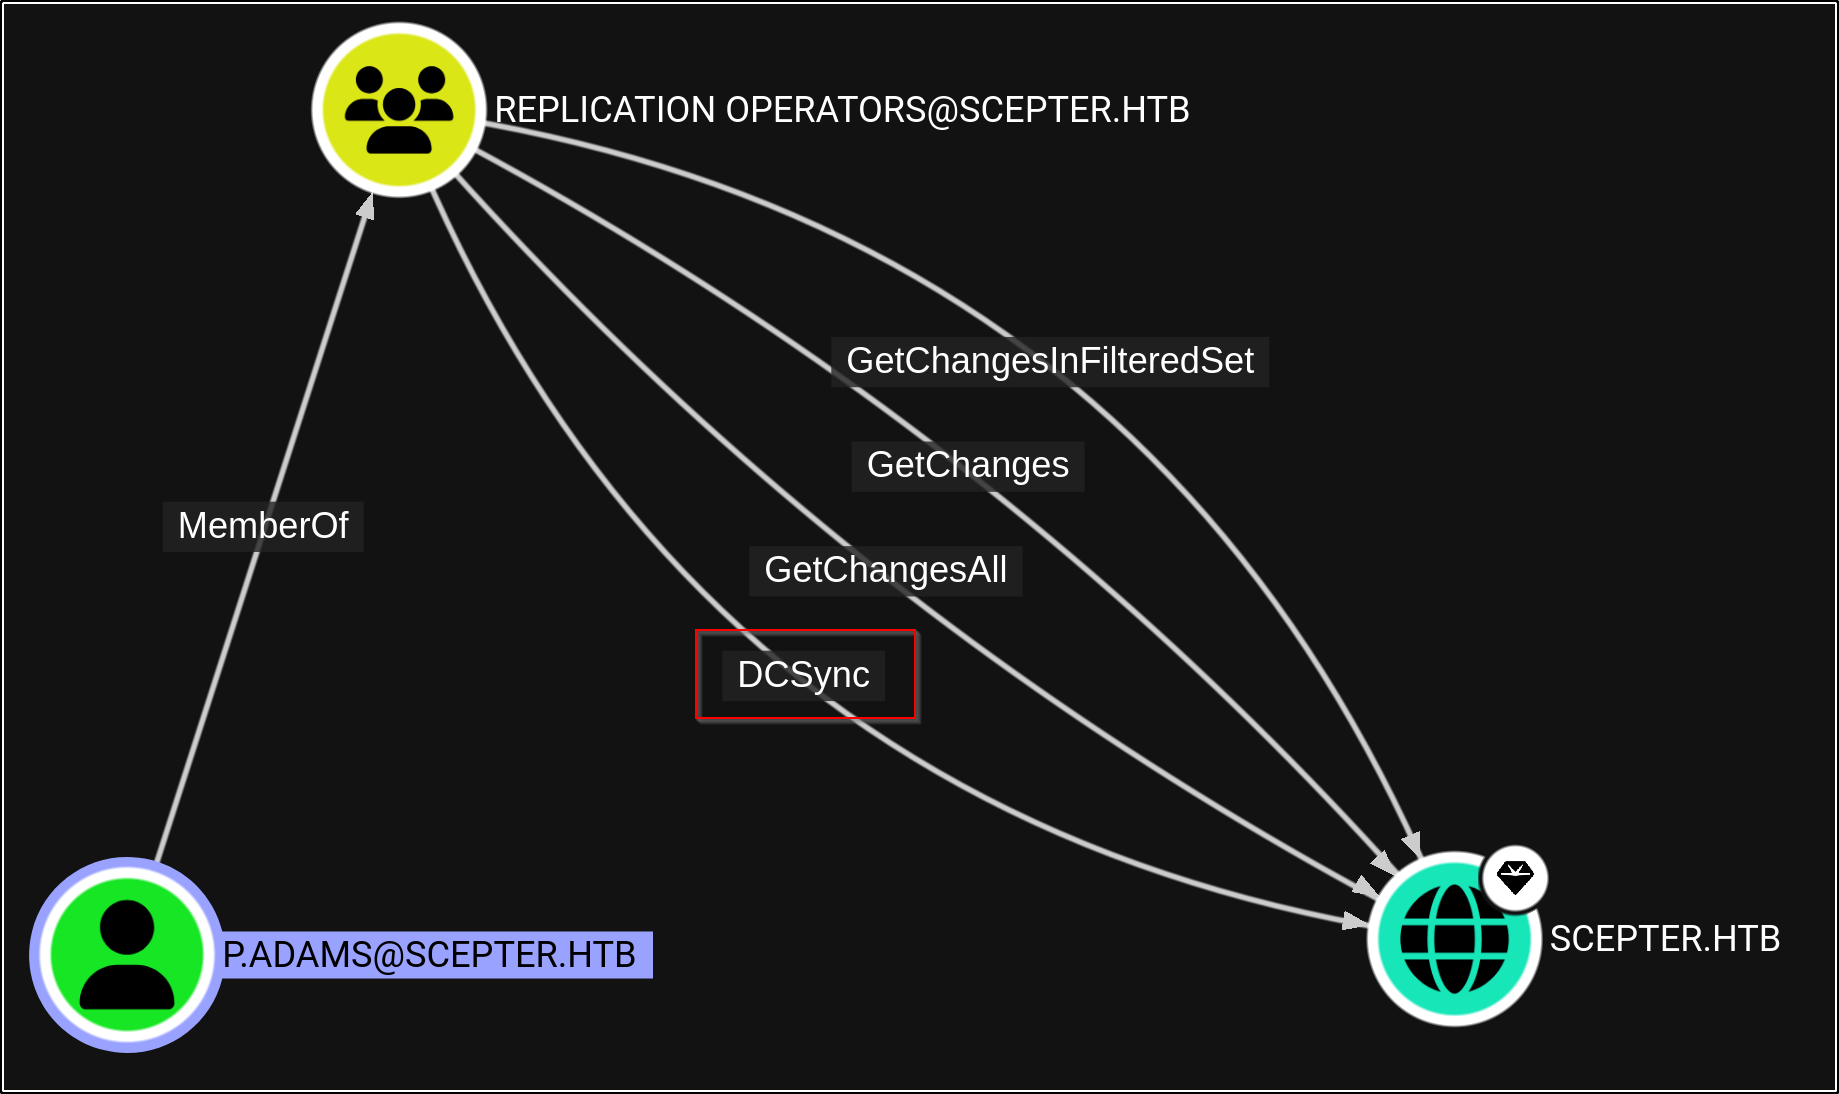 REPLICATION OPERATORS@SCEPTER.HTB
GetChangesInFilteredSet
GetChanges
MemberOf
GetChangesAll
DCSync
P.ADAMS@SCEPTER.HTB
SCEPTER.HTB